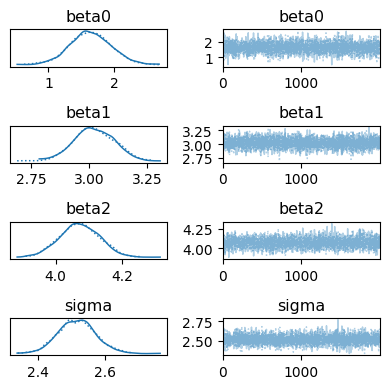 beta0 beta0
2
1
1 2 0 1000
beta1 beta1
3.25
3.00
2.75
2.75 3.00 3.25 0 1000
beta2 beta2
4.25
4.00
4.0 4.2 0 1000
sigma sigma
2.75
2.50
2.4 2.6 0 1000